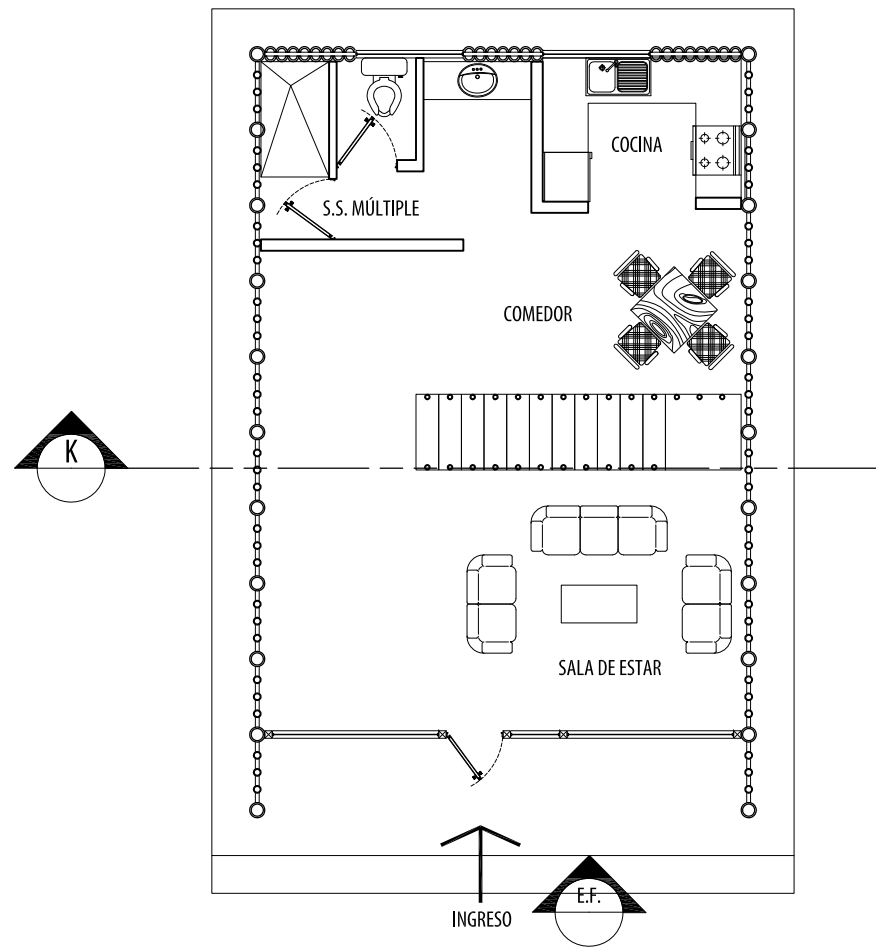 COCINA
S.S. MÚLTIPLE
COMEDOR
K
SALA DE ESTAR
INGRESO
E.F.